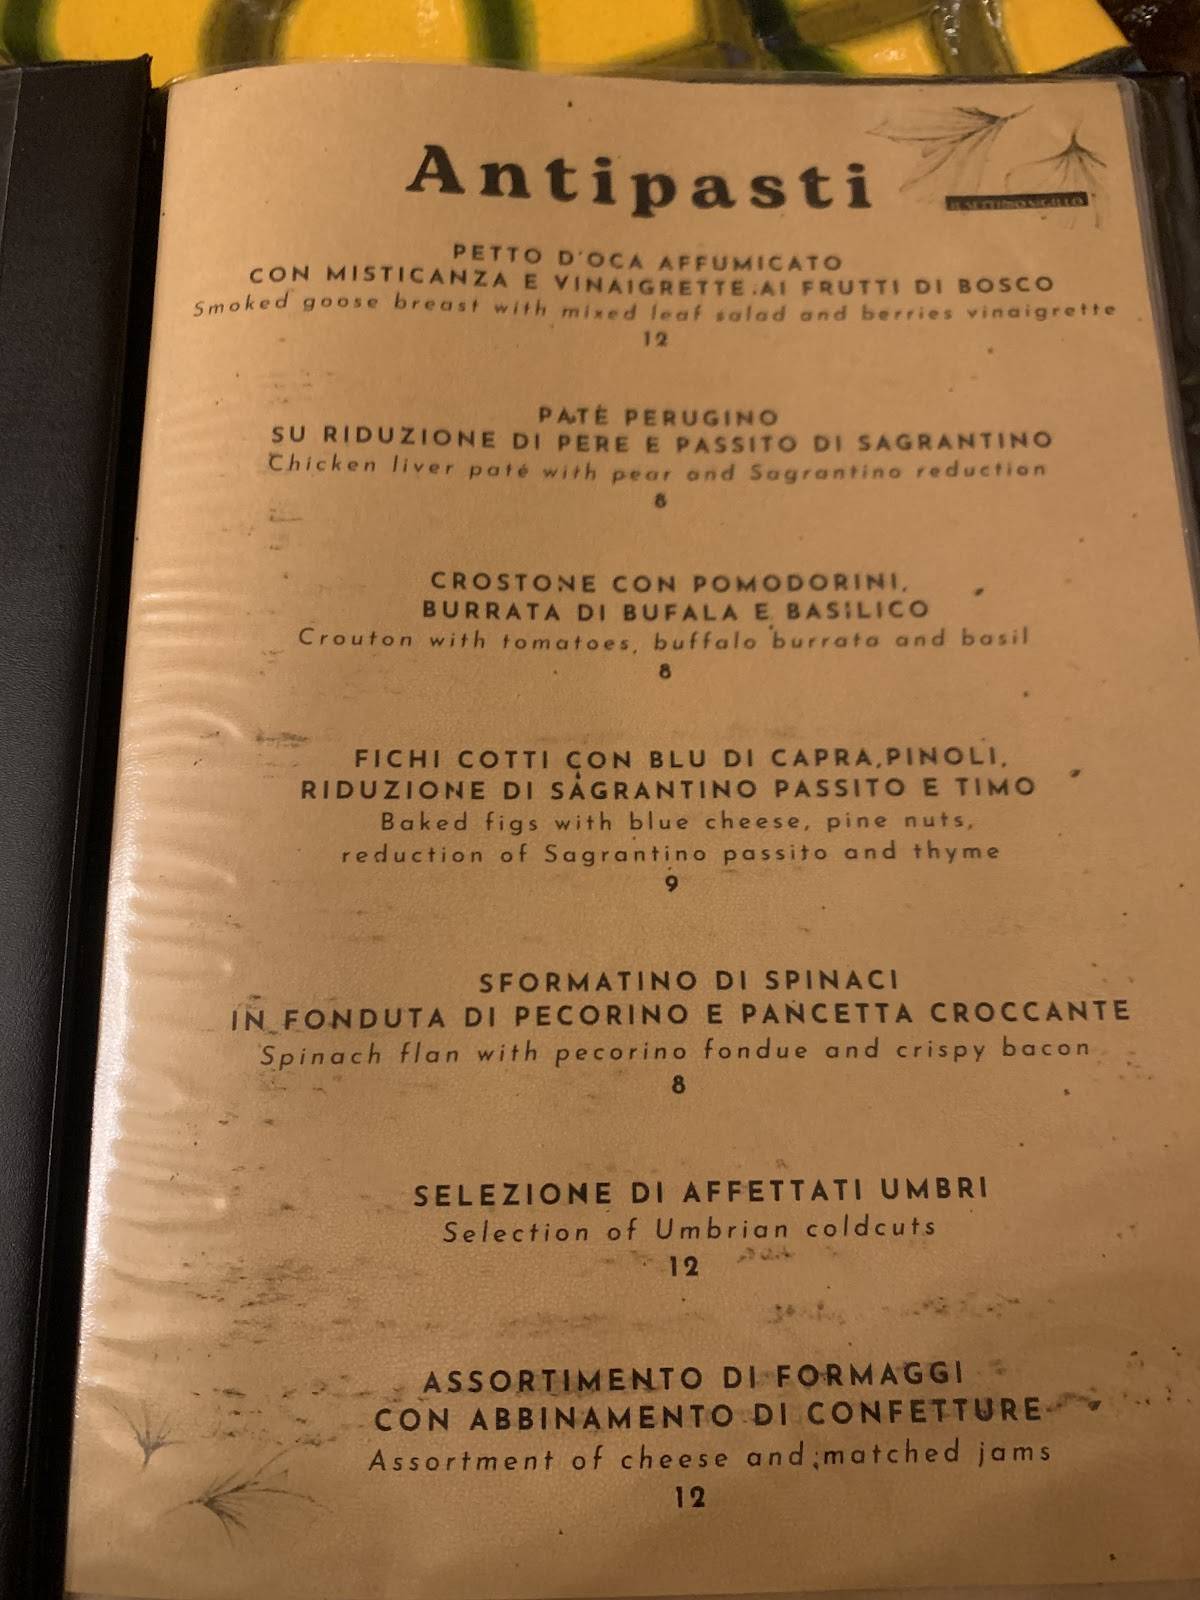 Antipasti
IL SETTIMO SIGILLO
PETTO D'OCA AFFUMICATO
CON MISTICANZA E VINAIGRETTE AI FRUTTI DI BOSCO
Smoked goose breast with mixed leaf salad and berries vinaigrette
12
PATÈ PERUGINO
SU RIDUZIONE DI PERE E PASSITO DI SAGRANTINO
Chicken liver paté with pear and Sagrantino reduction
8
CROSTONE CON POMODORINI,
BURRATA DI BUFALA E BASILICO
Crouton with tomatoes, buffalo burrata and basil
8
FICHI COTTI CON BLU DI CAPRA,PINOLI,
RIDUZIONE DI SAGRANTINO PASSITO E TIMO
Baked figs with blue cheese, pine nuts,
reduction of Sagrantino passito and thyme
9
SFORMATINO DI SPINACI
IN FONDUTA DI PECORINO E PANCETTA CROCCANTE
Spinach flan with pecorino fondue and crispy bacon
8
SELEZIONE DI AFFETTATI UMBRI
Selection of Umbrian coldcuts
12
ASSORTIMENTO DI FORMAGGI
CON ABBINAMENTO DI CONFETTURE
Assortment of cheese and matched jams
12